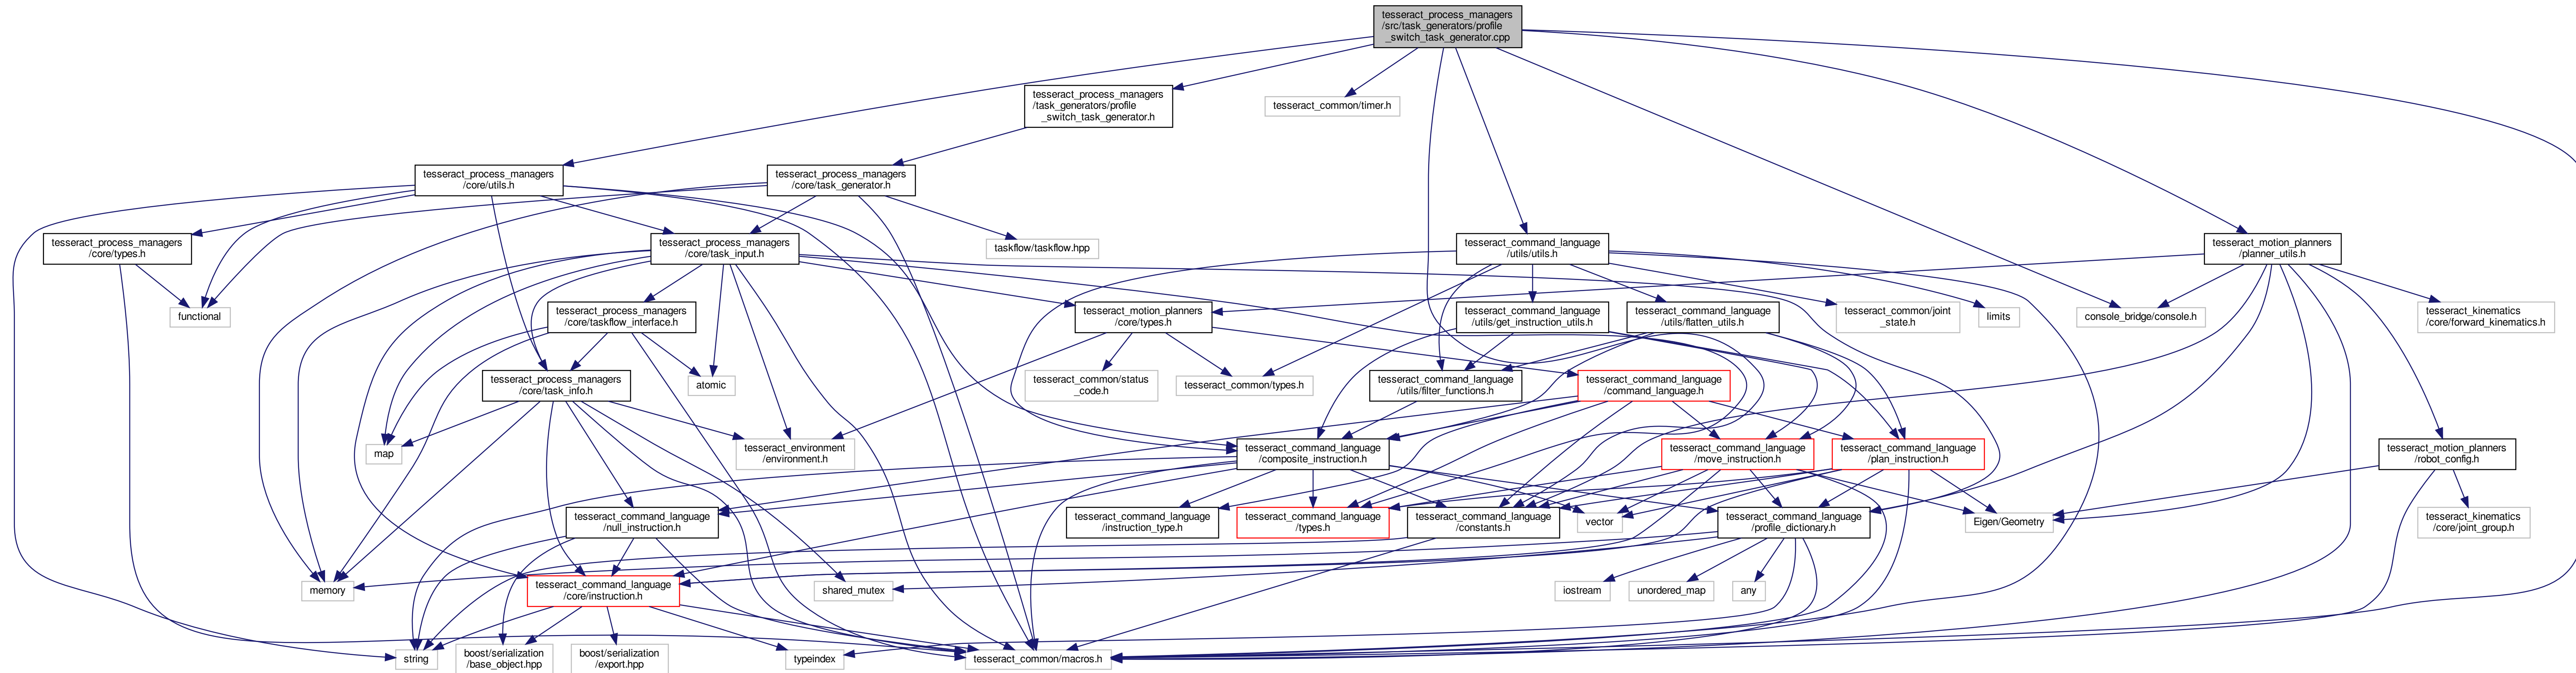 tesseract_process_managers
/src/task_generators/profile
_switch_task_generator.cpp
tesseract_process_managers
/task_generators/profile
_switch_task_generator.h
tesseract_common/timer.h
tesseract_process_managers
/core/utils.h
tesseract_process_managers
/core/task_generator.h
tesseract_process_managers
/core/types.h
tesseract_process_managers
/core/task_input.h
taskflow/taskflow.hpp
tesseract_command_language
/utils/utils.h
tesseract_motion_planners
/planner_utils.h
functional
tesseract_process_managers
/core/taskflow_interface.h
tesseract_motion_planners
/core/types.h
tesseract_command_language
/utils/get_instruction_utils.h
tesseract_command_language
/utils/flatten_utils.h
tesseract_common/joint
_state.h
limits
console_bridge/console.h
tesseract_kinematics
/core/forward_kinematics.h
tesseract_process_managers
/core/task_info.h
atomic
tesseract_common/status
_code.h
tesseract_common/types.h
tesseract_command_language
/utils/filter_functions.h
tesseract_command_language
/command_language.h
map
tesseract_environment
/environment.h
tesseract_command_language
/composite_instruction.h
tesseract_command_language
/move_instruction.h
tesseract_command_language
/plan_instruction.h
tesseract_motion_planners
/robot_config.h
tesseract_command_language
/null_instruction.h
tesseract_command_language
/instruction_type.h
tesseract_command_language
/types.h
tesseract_command_language
/constants.h
vector
tesseract_command_language
/profile_dictionary.h
Eigen/Geometry
tesseract_kinematics
/core/joint_group.h
memory
tesseract_command_language
/core/instruction.h
shared_mutex
iostream
unordered_map
any
string
boost/serialization
/base_object.hpp
boost/serialization
/export.hpp
typeindex
tesseract_common/macros.h